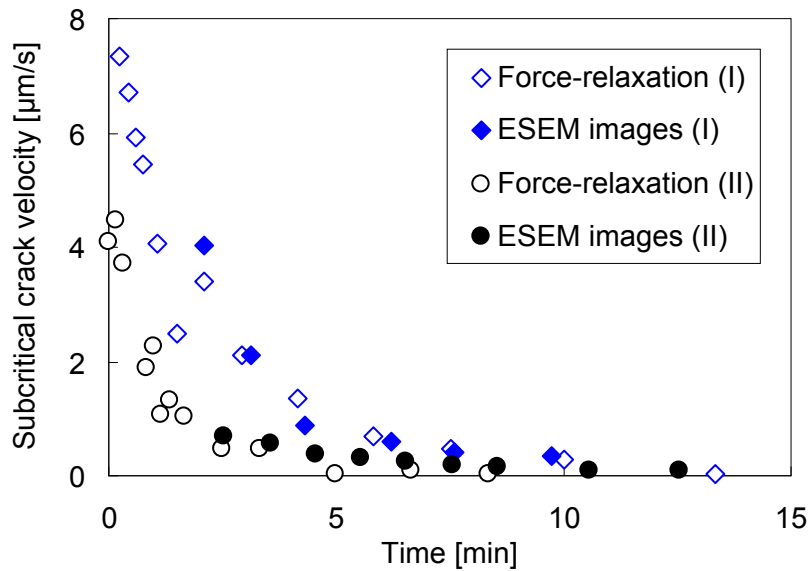 8
6
4
2
0
Subcritical crack velocity [µm/s]
Force-relaxation (I)
ESEM images (I)
Force-relaxation (II)
ESEM images (II)
0 5 10 15
Time [min]